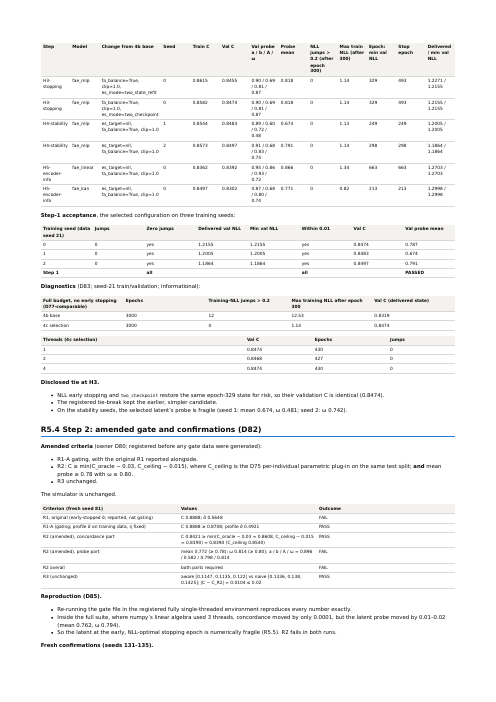 Step Model Change from 4b base Seed Train C Val C Val probe a / b / A / ω Probe mean NLL jumps > 0.2 (after epoch 300) Max train NLL (after 300) Epoch: min val NLL Stop epoch Delivered / min val NLL
H3-stopping fae_mlp fa_balance=True, clip=1.0, es_mode=two_state_refit 0 0.8615 0.8455 0.90 / 0.69 / 0.81 / 0.87 0.818 0 1.14 329 493 1.2271 / 1.2155
H3-stopping fae_mlp fa_balance=True, clip=1.0, es_mode=two_checkpoint 0 0.8582 0.8474 0.90 / 0.69 / 0.81 / 0.87 0.818 0 1.14 329 493 1.2155 / 1.2155
H4-stability fae_mlp es_target=nll, fa_balance=True, clip=1.0 1 0.8544 0.8483 0.89 / 0.60 / 0.72 / 0.48 0.674 0 1.14 249 249 1.2005 / 1.2005
H4-stability fae_mlp es_target=nll, fa_balance=True, clip=1.0 2 0.8573 0.8497 0.91 / 0.68 / 0.83 / 0.74 0.791 0 1.14 298 298 1.1864 / 1.1864
H5-encoder-info fae_linear es_target=nll, fa_balance=True, clip=1.0 0 0.8362 0.8392 0.95 / 0.86 / 0.93 / 0.72 0.866 0 1.34 663 663 1.2703 / 1.2703
H5-encoder-info fae_kan es_target=nll, fa_balance=True, clip=1.0 0 0.8497 0.8402 0.87 / 0.68 / 0.80 / 0.74 0.771 0 0.82 213 213 1.2998 / 1.2998
Step-1 acceptance, the selected configuration on three training seeds:
Training seed (data seed 21) Jumps Zero jumps Delivered val NLL Min val NLL Within 0.01 Val C Val probe mean
0 0 yes 1.2155 1.2155 yes 0.8474 0.787
1 0 yes 1.2005 1.2005 yes 0.8483 0.674
2 0 yes 1.1864 1.1864 yes 0.8497 0.791
Step 1 all all PASSED
Diagnostics (D83; seed-21 train/validation; informational):
Full budget, no early stopping (D77-comparable) Epochs Training-NLL jumps > 0.2 Max training NLL after epoch 300 Val C (delivered state)
4b base 3000 12 12.53 0.8319
4c selection 3000 0 1.14 0.8474
Threads (4c selection) Val C Epochs Jumps
1 0.8474 430 0
2 0.8468 427 0
4 0.8474 430 0
Disclosed tie at H3.
• NLL early stopping and two_checkpoint restore the same epoch-329 state for risk, so their validation C is identical (0.8474).
• The registered tie-break kept the earlier, simpler candidate.
• On the stability seeds, the selected latent's probe is fragile (seed 1: mean 0.674, ω 0.481; seed 2: ω 0.742).
R5.4 Step 2: amended gate and confirmations (D82)
Amended criteria (owner D80; registered before any gate data were generated):
• R1-A gating, with the original R1 reported alongside.
• R2: C ≥ min(C_oracle − 0.03, C_ceiling − 0.015), where C_ceiling is the D75 per-individual parametric plug-in on the same test split; and mean
probe ≥ 0.78 with ω ≥ 0.80.
• R3 unchanged.
The simulator is unchanged.
Criterion (fresh seed 81) Values Outcome
R1, original (early-stopped θ̂; reported, not gating) C 0.8888; θ̂ 0.5648 FAIL
R1-A (gating; profile θ̂ on training data, η fixed) C 0.8888 ≥ 0.8708; profile θ̂ 0.4921 PASS
R2 (amended), concordance part C 0.8421 ≥ min(C_oracle − 0.03 = 0.8608, C_ceiling − 0.015 = 0.8390) = 0.8390 (C_ceiling 0.8540) PASS
R2 (amended), probe part mean 0.772 (≥ 0.78); ω 0.814 (≥ 0.80); a / b / A / ω = 0.896 / 0.582 / 0.798 / 0.814 FAIL
R2 overall both parts required FAIL
R3 (unchanged) aware [0.1147, 0.1135, 0.122] vs naive [0.1336, 0.138, 0.1425], |C − C_R2| = 0.0104 ≤ 0.02 PASS
Reproduction (D85).
• Re-running the gate file in the registered fully single-threaded environment reproduces every number exactly.
• Inside the full suite, where numpy's linear algebra used 3 threads, concordance moved by only 0.0001, but the latent probe moved by 0.01–0.02
(mean 0.762, ω 0.794).
• So the latent at the early, NLL-optimal stopping epoch is numerically fragile (R5.5). R2 fails in both runs.
Fresh confirmations (seeds 131–135).